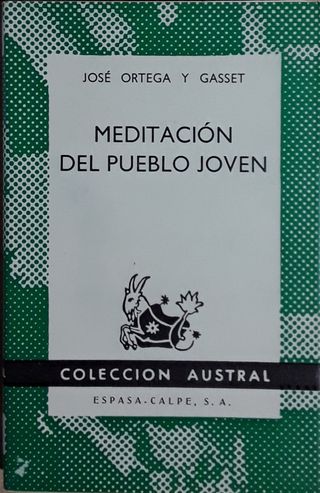 JOSÉ ORTEGA Y GASSET
MEDITACIÓN
DEL PUEBLO JOVEN
COLECCION AUSTRAL
ESPASA-CALPE, S. A.